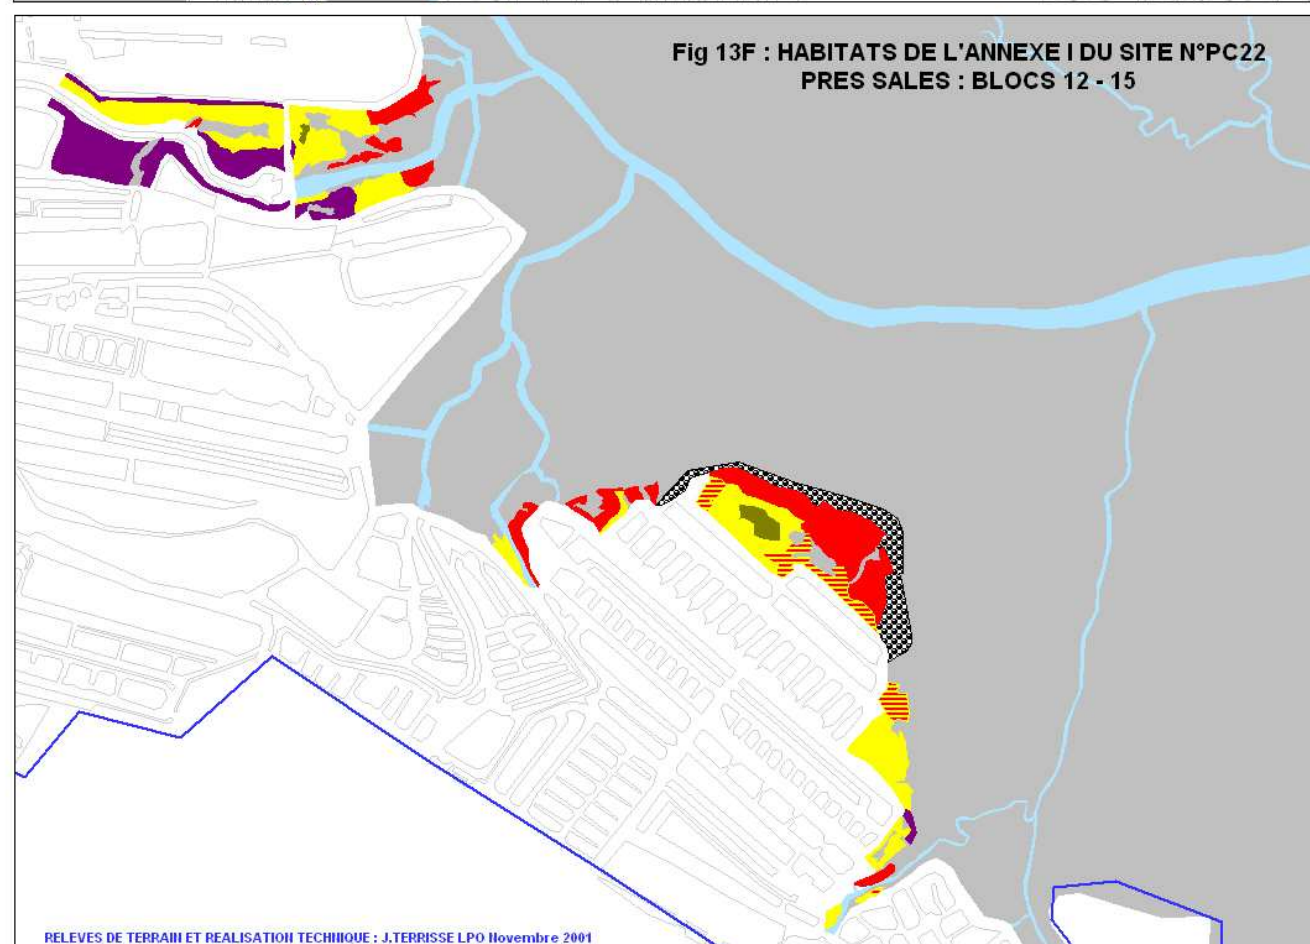 Fig 13F : HABITATS DE L'ANNEXE I DU SITE N°PC22
PRES SALES : BLOCS 12 - 15
RELEVES DE TERRAIN ET REALISATION TECHNIQUE : J.TERRISSE LPO Novembre 2001